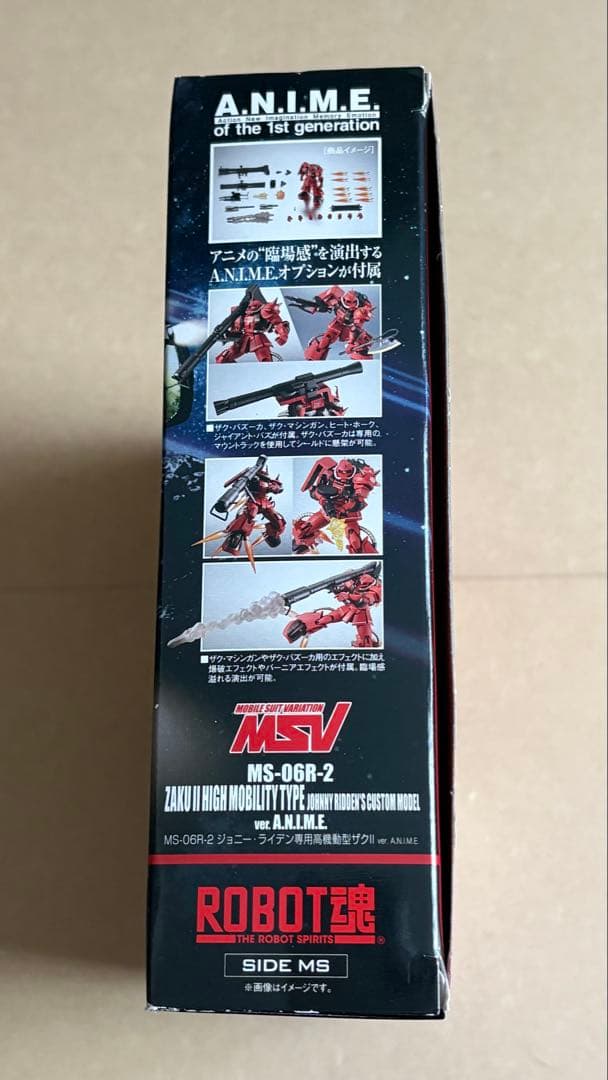 A.N.I.M.E.
Action New Imagination Memory Emotion
of the 1st generation
[商品イメージ]
アニメの“臨場感”を演出する
A.N.I.M.E.オプションが付属
■ザク・バズーカ、ザク・マシンガン、ヒート・ホーク、
ジャイアント・バズが付属。ザク・バズーカは専用の
マウントラックを使用してシールドに懸架が可能。
■ザク・マシンガンやザク・バズーカ用のエフェクトに加え
爆破エフェクトやバーニアエフェクトが付属。臨場感
溢れる演出が可能。
MOBILE SUIT VARIATION
MSV
MS-06R-2
ZAKU II HIGH MOBILITY TYPE JOHNNY RIDDEN'S CUSTOM MODEL
ver. A.N.I.M.E.
MS-06R-2 ジョニー・ライデン専用高機動型ザクII ver. A.N.I.M.E.
ROBOT魂
THE ROBOT SPIRITS ®
SIDE MS
※画像はイメージです。